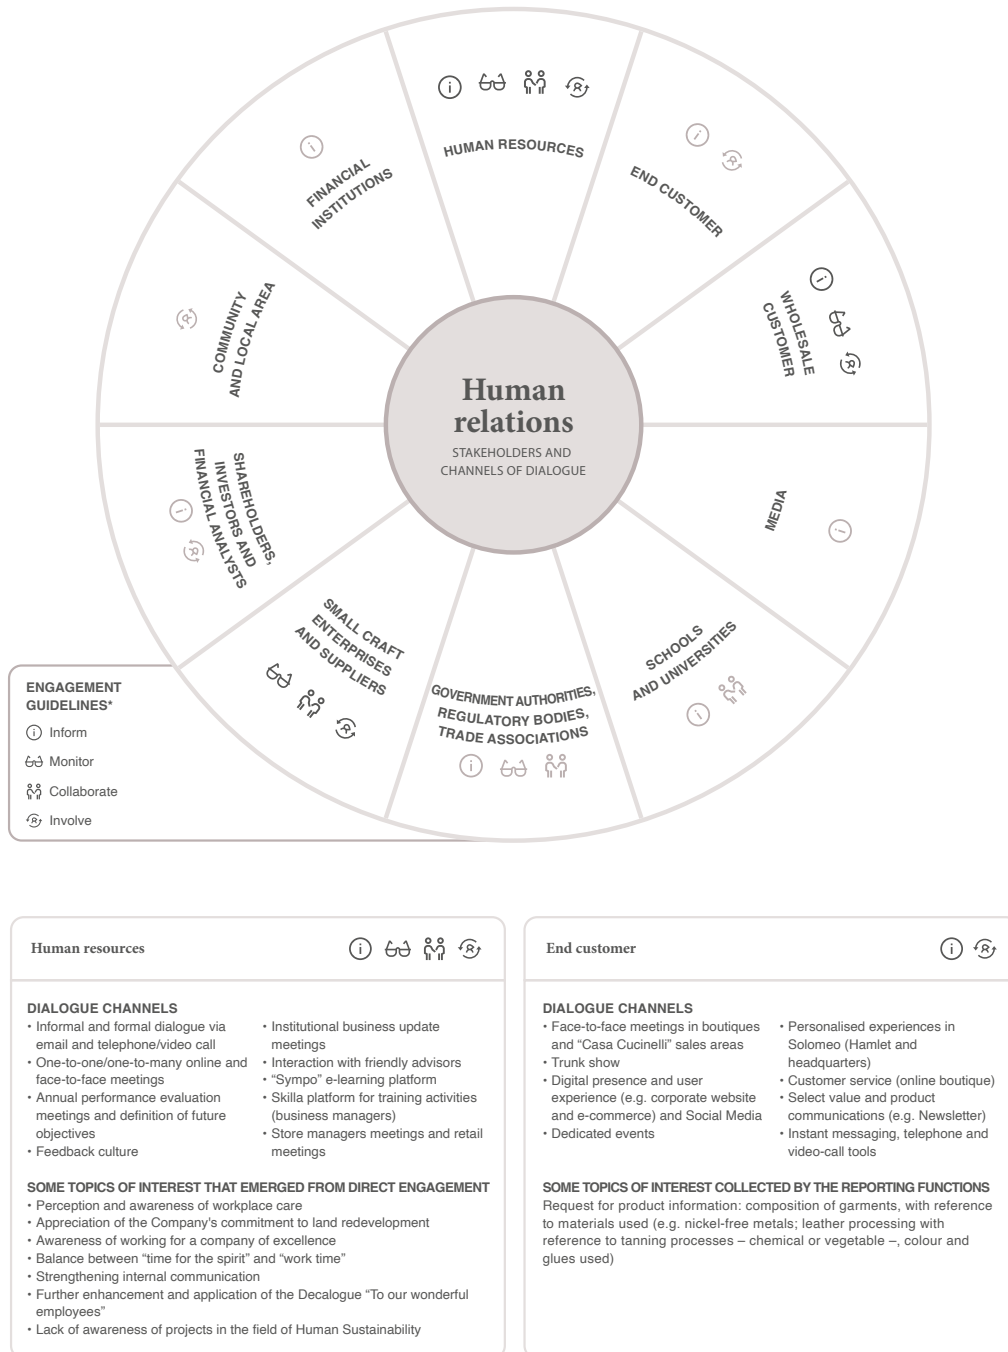 HUMAN RESOURCES
END CUSTOMER
WHOLESALE
CUSTOMER
MEDIA
SCHOOLS
AND UNIVERSITIES
GOVERNMENT AUTHORITIES,
REGULATORY BODIES,
TRADE ASSOCIATIONS
SMALL CRAFT
ENTERPRISES
AND SUPPLIERS
SHAREHOLDERS,
INVESTORS AND
FINANCIAL ANALYSTS
COMMUNITY
AND LOCAL AREA
FINANCIAL
INSTITUTIONS
Human
relations
STAKEHOLDERS AND
CHANNELS OF DIALOGUE
ENGAGEMENT
GUIDELINES*
Inform
Monitor
Collaborate
Involve
Human resources
DIALOGUE CHANNELS
• Informal and formal dialogue via
email and telephone/video call
• One-to-one/one-to-many online and
face-to-face meetings
• Annual performance evaluation
meetings and definition of future
objectives
• Feedback culture
• Institutional business update
meetings
• Interaction with friendly advisors
• “Sympo” e-learning platform
• Skilla platform for training activities
(business managers)
• Store managers meetings and retail
meetings
SOME TOPICS OF INTEREST THAT EMERGED FROM DIRECT ENGAGEMENT
• Perception and awareness of workplace care
• Appreciation of the Company’s commitment to land redevelopment
• Awareness of working for a company of excellence
• Balance between “time for the spirit” and “work time”
• Strengthening internal communication
• Further enhancement and application of the Decalogue “To our wonderful
employees”
• Lack of awareness of projects in the field of Human Sustainability
End customer
DIALOGUE CHANNELS
• Face-to-face meetings in boutiques
and “Casa Cucinelli” sales areas
• Trunk show
• Digital presence and user
experience (e.g. corporate website
and e-commerce) and Social Media
• Dedicated events
• Personalised experiences in
Solomeo (Hamlet and
headquarters)
• Customer service (online boutique)
• Select value and product
communications (e.g. Newsletter)
• Instant messaging, telephone and
video-call tools
SOME TOPICS OF INTEREST COLLECTED BY THE REPORTING FUNCTIONS
Request for product information: composition of garments, with reference
to materials used (e.g. nickel-free metals; leather processing with
reference to tanning processes – chemical or vegetable –, colour and
glues used)